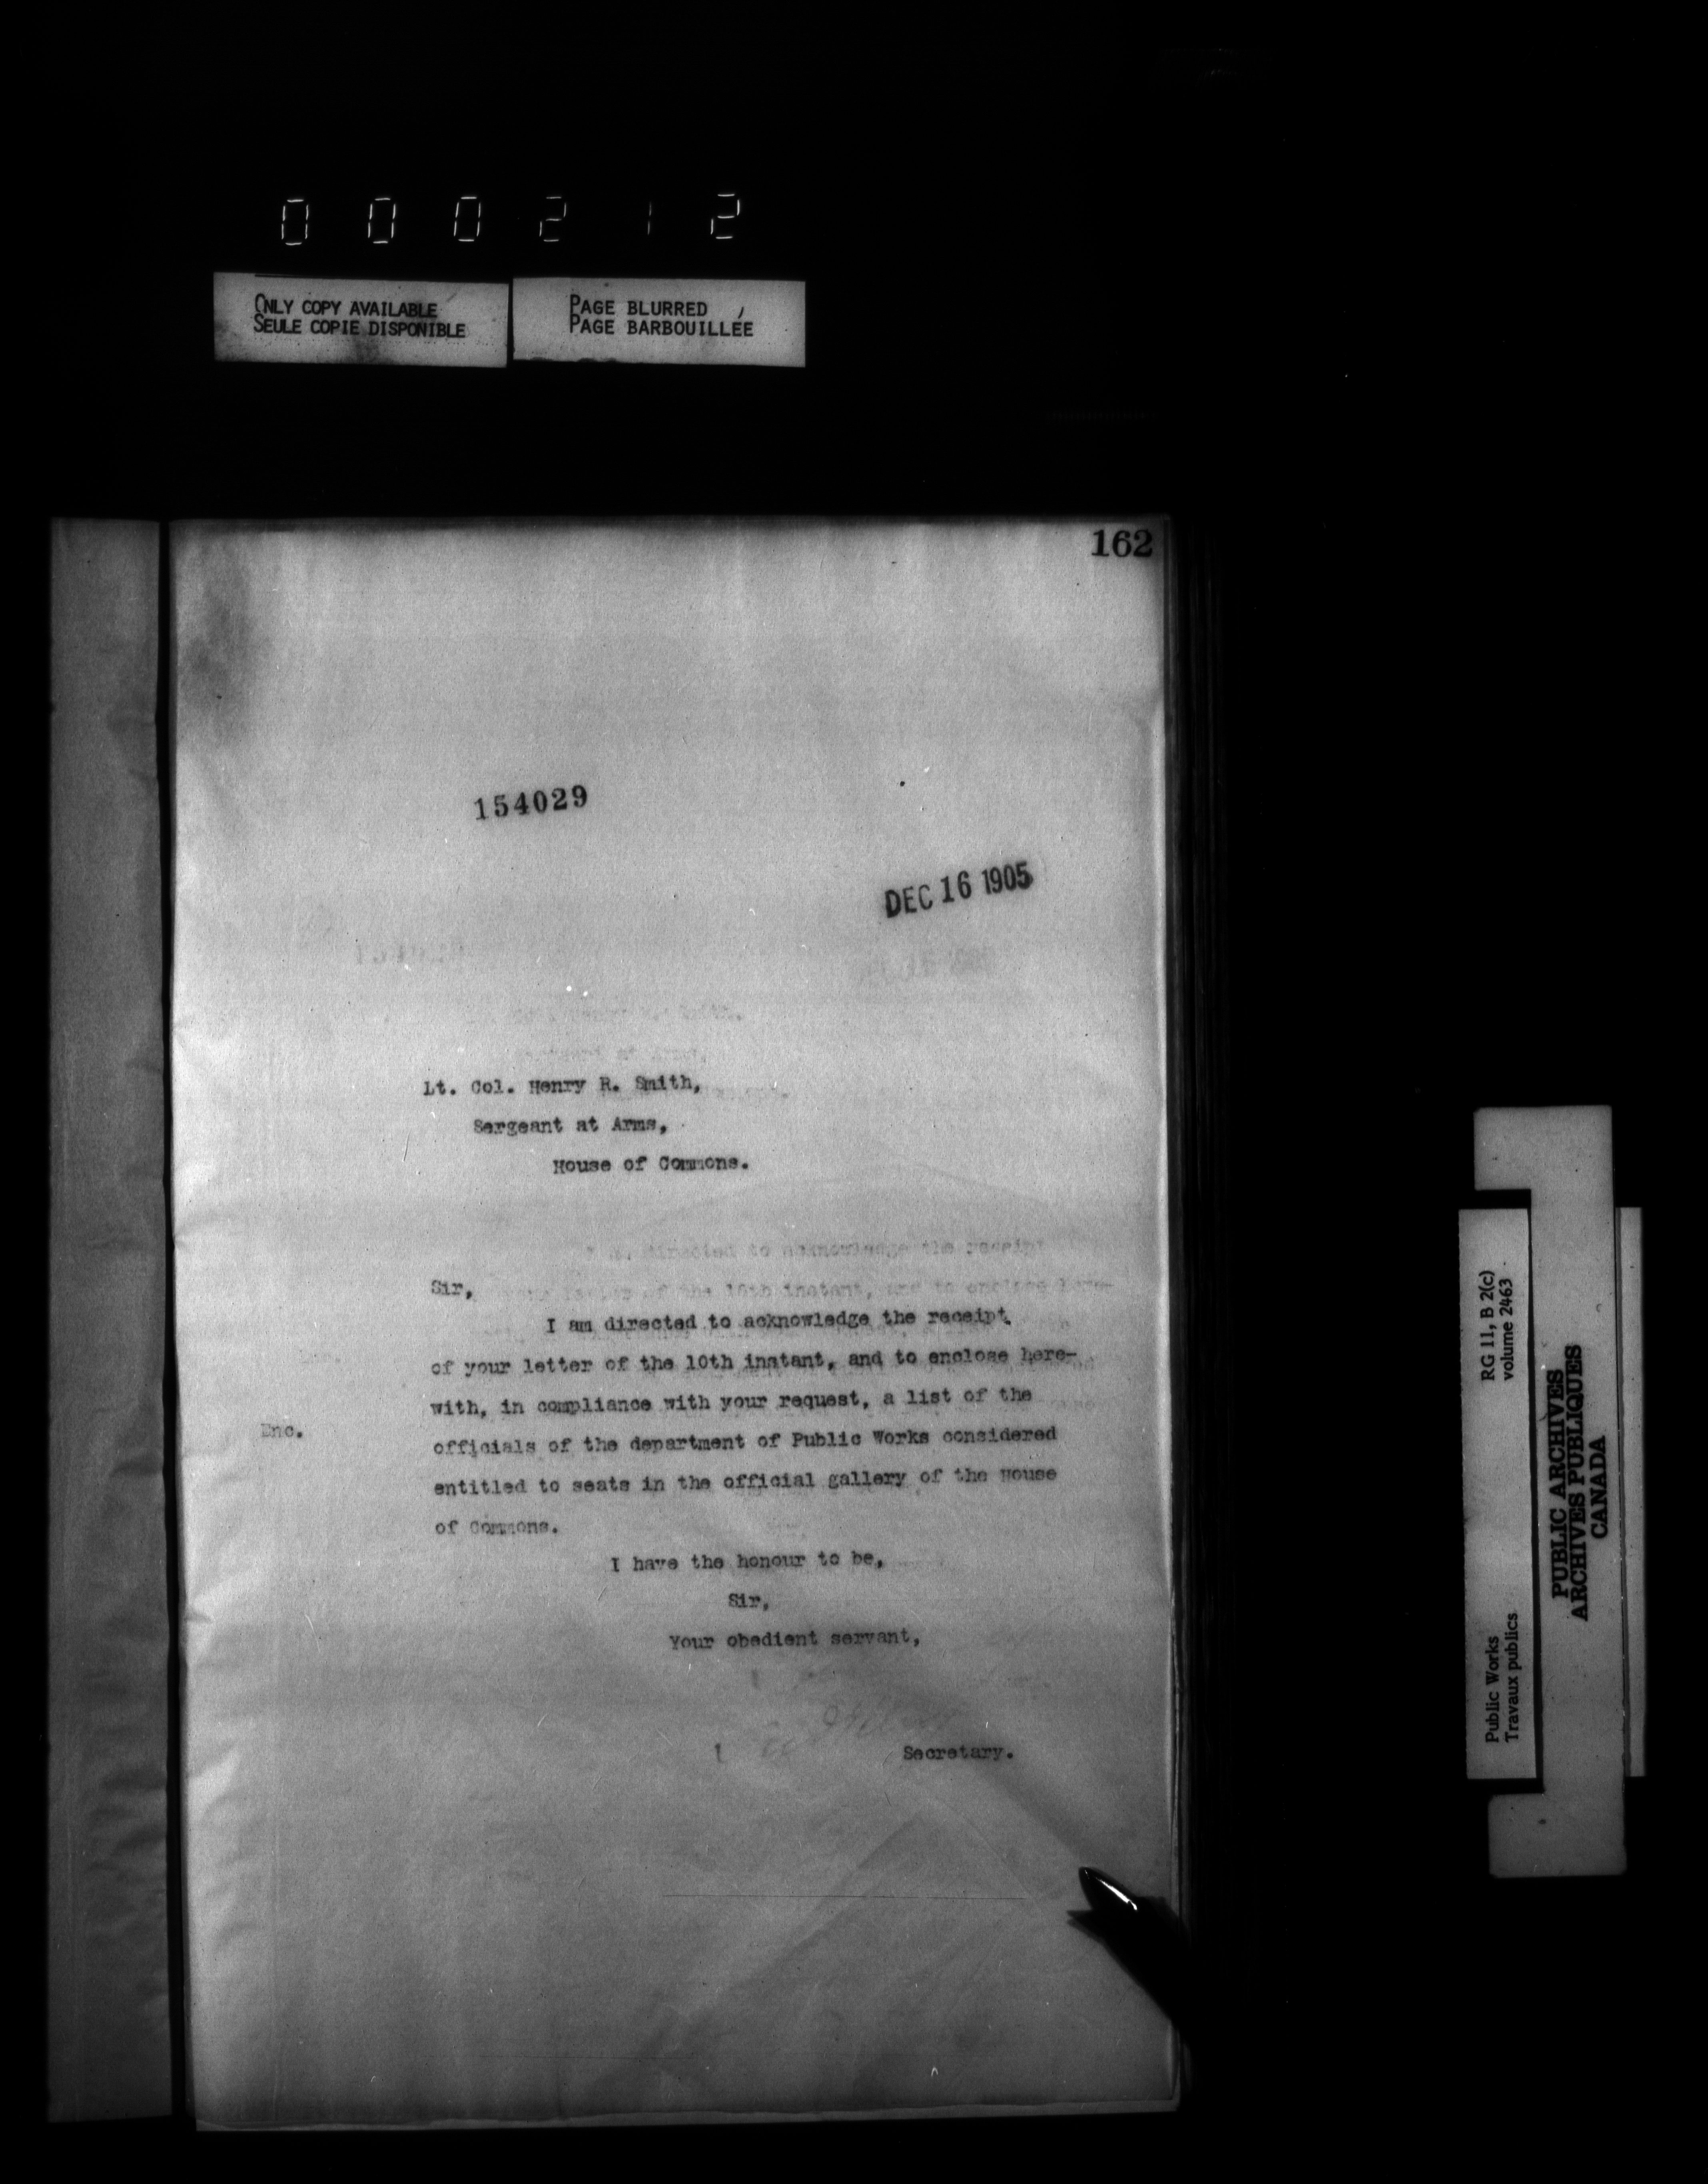 000212
ONLY COPY AVAILABLE
SEULE COPIE DISPONIBLE
PAGE BLURRED
PAGE BARBOUILLÉE
162
154029
DEC 16 1905
Lt. Col. Henry R. Smith,
Sergeant at Arms,
House of Commons.
Sir,
I am directed to acknowledge the receipt
of your letter of the 10th instant, and to enclose here-
with, in compliance with your request, a list of the
Enc.
officials of the department of Public Works considered
entitled to seats in the official gallery of the House
of Commons.
I have the honour to be,
Sir,
Your obedient servant,
Secretary.
RG 11, B 2(c)
volume 2463
Public Works
Travaux publics
PUBLIC ARCHIVES
ARCHIVES PUBLIQUES
CANADA